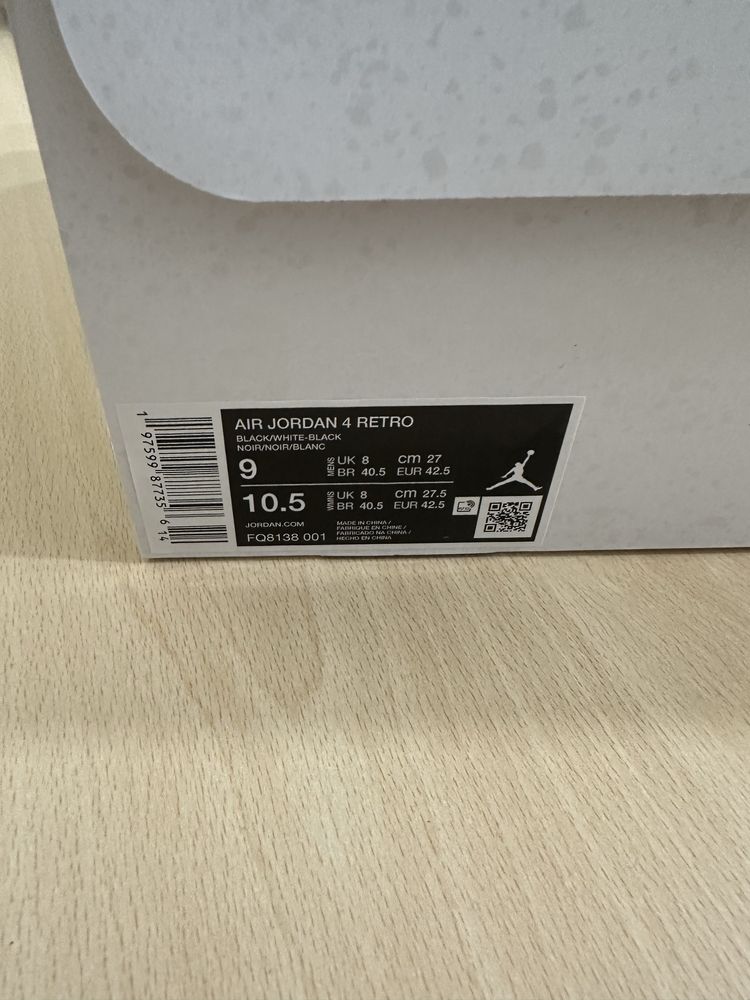 AIR JORDAN 4 RETRO
BLACK/WHITE-BLACK
NOIR/NOIR/BLANC
9 MENS UK 8 cm 27
BR 40.5 EUR 42.5
10.5 WMNS UK 8 cm 27.5
BR 40.5 EUR 42.5
JORDAN.COM
FQ8138 001
MADE IN CHINA /
FABRIQUE EN CHINE /
FABRICADO NA CHINA /
HECHO EN CHINA
1 97599 87735 6 14